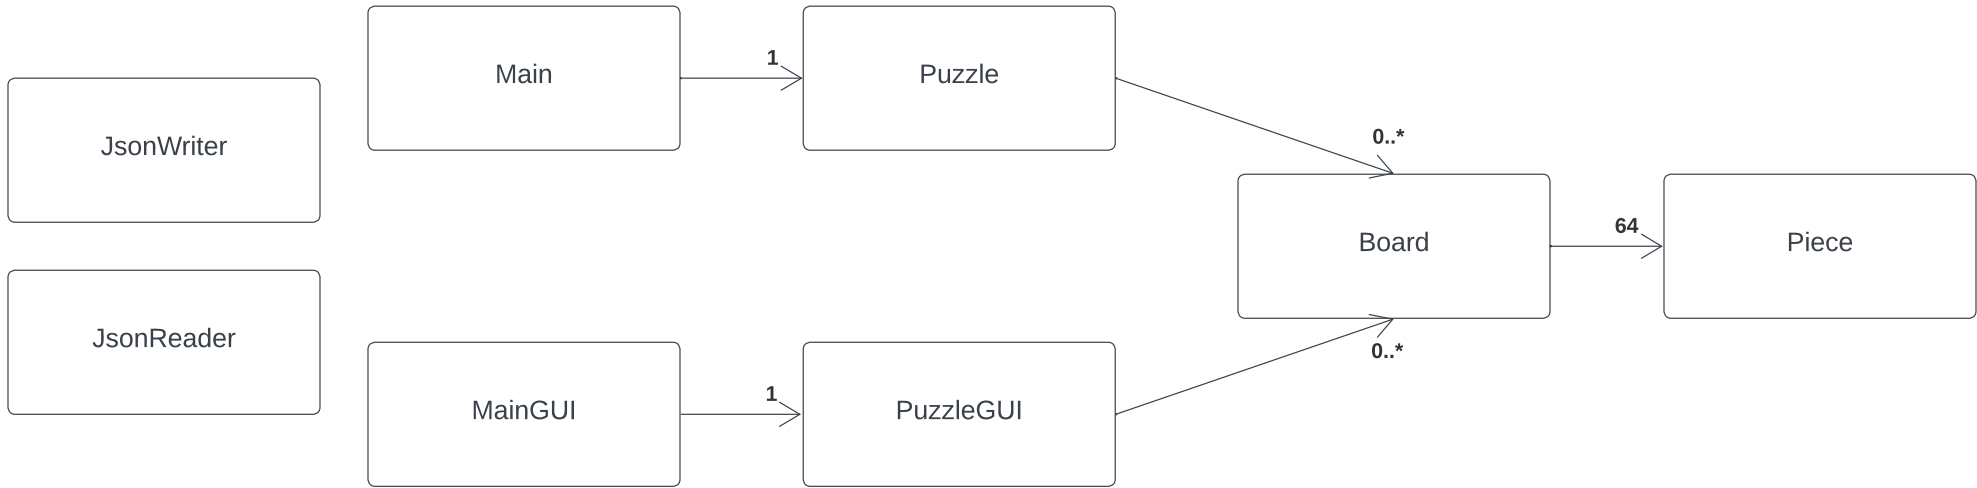 Main
1
Puzzle
JsonWriter
0..*
Board
64
Piece
JsonReader
MainGUI
1
PuzzleGUI
0..*